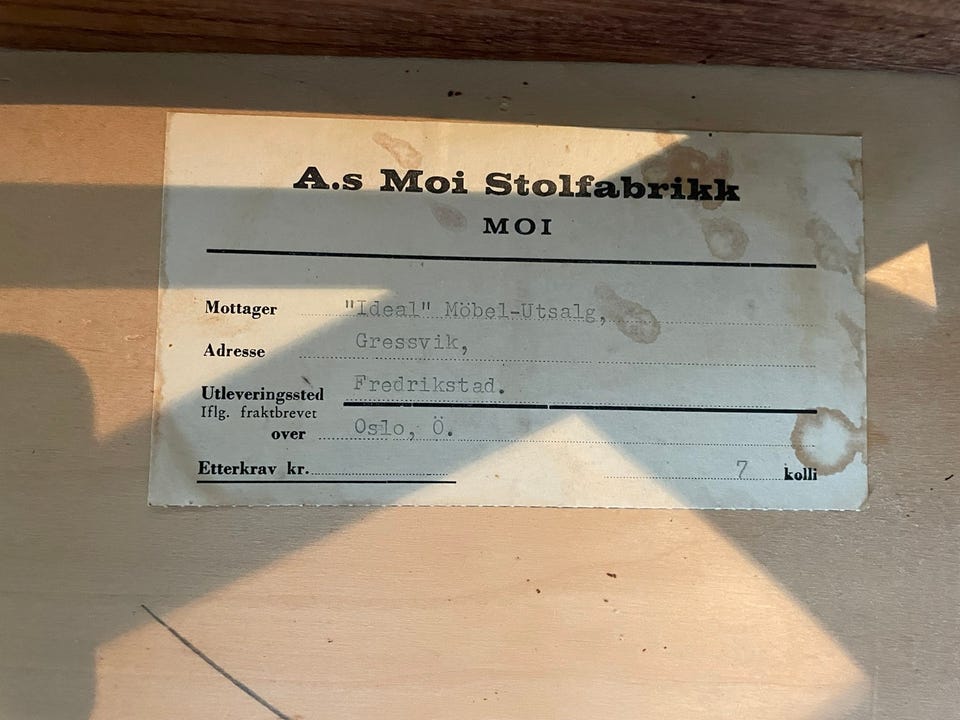 A.s Moi Stolfabrikk
MOI
Mottager "Ideal" Möbel-Utsalg,
Adresse Gressvik,
Utleveringssted Fredrikstad.
Iflg. fraktbrevet
over Oslo, Ö.
Etterkrav kr. 7 kolli